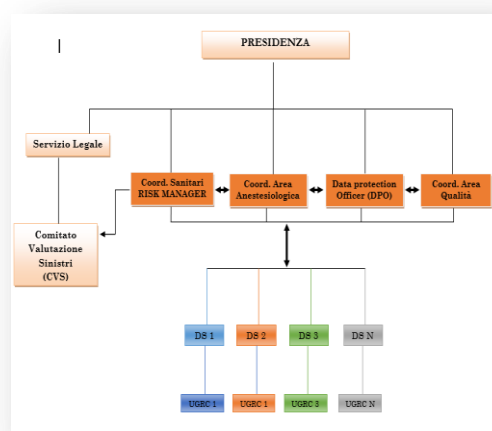 PRESIDENZA
Servizio Legale
Coord. Sanitari
RISK MANAGER
Coord. Area
Anestesiologica
Data protection
Officer (DPO)
Coord. Area
Qualità
Comitato
Valutazione
Sinistri
(CVS)
DS 1
DS 2
DS 3
DS N
UGRC 1
UGRC 1
UGRC 3
UGRC N